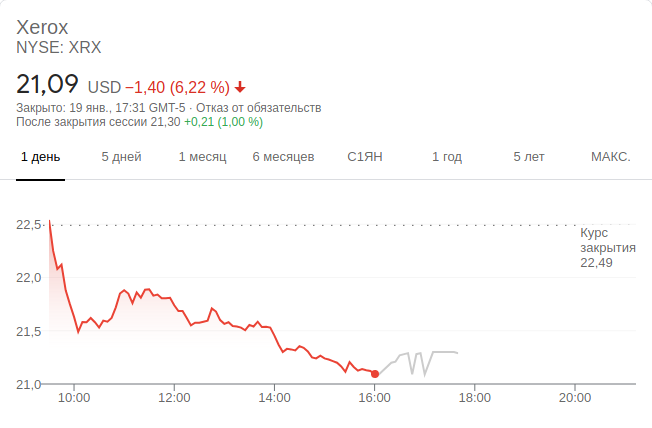 Xerox
NYSE: XRX
21,09 USD −1,40 (6,22 %)
Закрыто: 19 янв., 17:31 GMT-5 · Отказ от обязательств
После закрытия сессии 21,30 +0,21 (1,00 %)
1 день 5 дней 1 месяц 6 месяцев С1ЯН 1 год 5 лет МАКС.
22,5
Курс
закрытия
22,49
22,0
21,5
21,0
10:00 12:00 14:00 16:00 18:00 20:00